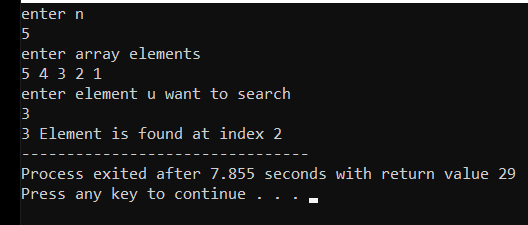 enter n
5
enter array elements
5 4 3 2 1
enter element u want to search
3
3 Element is found at index 2
--------------------------------
Process exited after 7.855 seconds with return value 29
Press any key to continue . . .